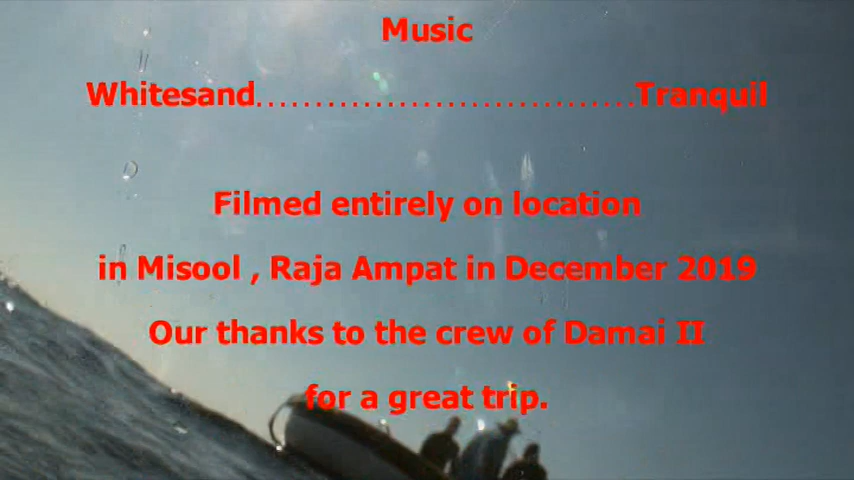 Music
Whitesand................................Tranquil
Filmed entirely on location
in Misool , Raja Ampat in December 2019
Our thanks to the crew of Damai II
for a great trip.